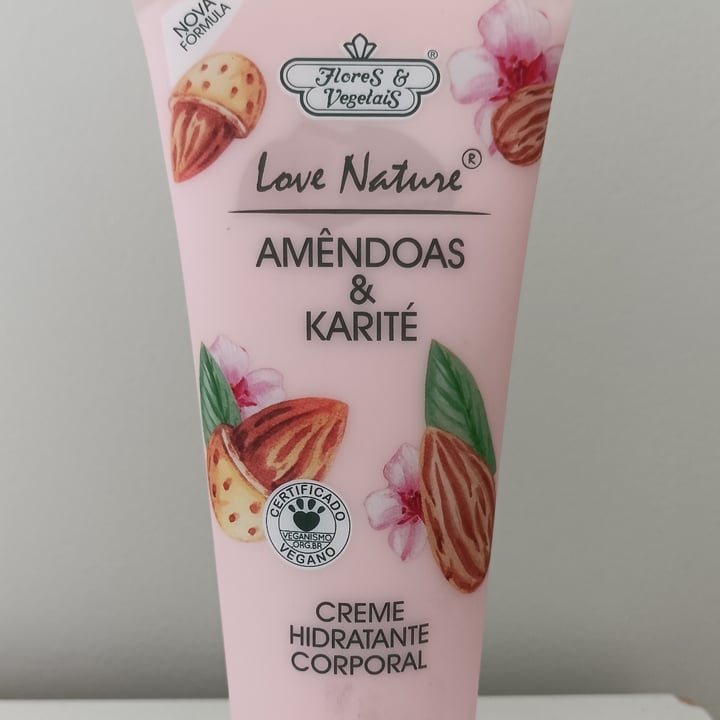 NOVA
FÓRMULA
Flores &
Vegetais
®
Love Nature®
AMÊNDOAS
&
KARITÉ
CERTIFICADO
VEGANISMO
.ORG.BR
VEGANO
CREME
HIDRATANTE
CORPORAL